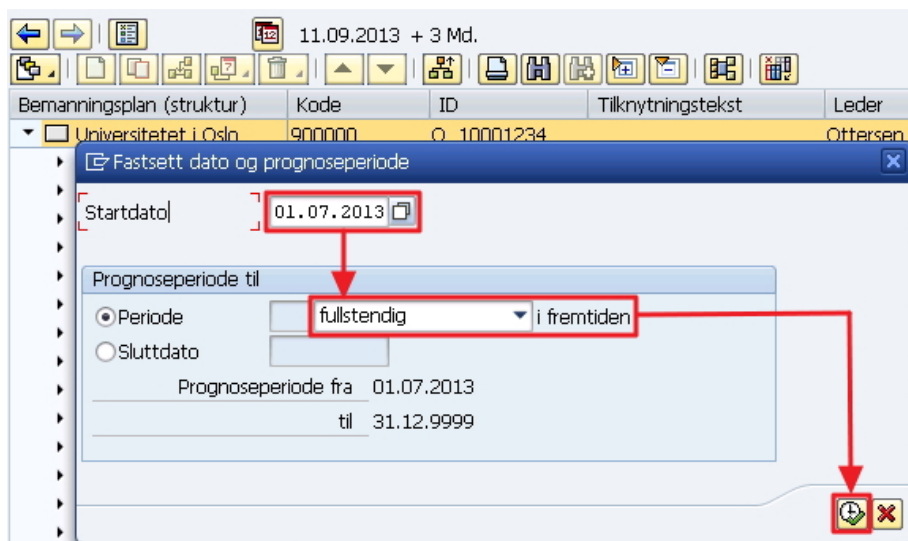 11.09.2013 + 3 Md.
Bemanningsplan (struktur) Kode ID Tilknytningstekst Leder
Universitetet i Oslo 900000 O 10001234 Ottersen
Fastsett dato og prognoseperiode
Startdato 01.07.2013
Prognoseperiode til
Periode fullstendig i fremtiden
Sluttdato
Prognoseperiode fra 01.07.2013
til 31.12.9999